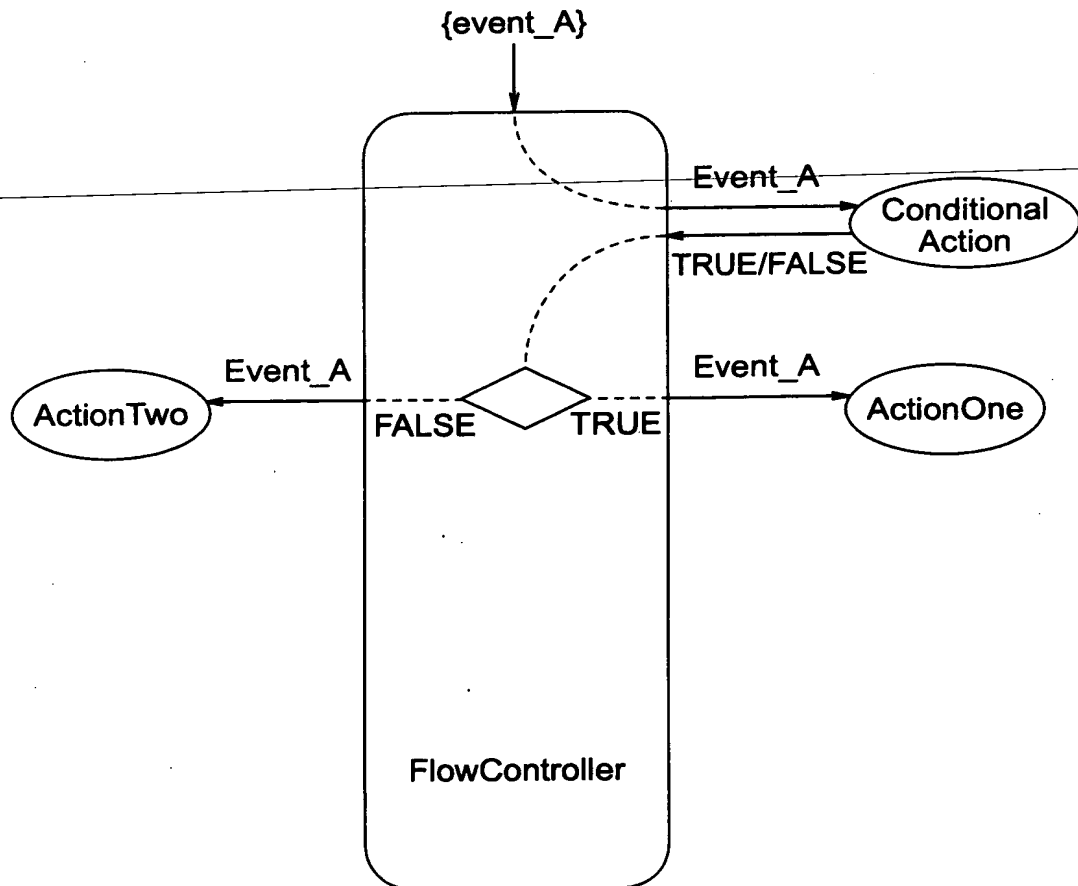 {event_A}
Event_A
Conditional
Action
TRUE/FALSE
Event_A
Event_A
ActionTwo
ActionOne
FALSE
TRUE
FlowController